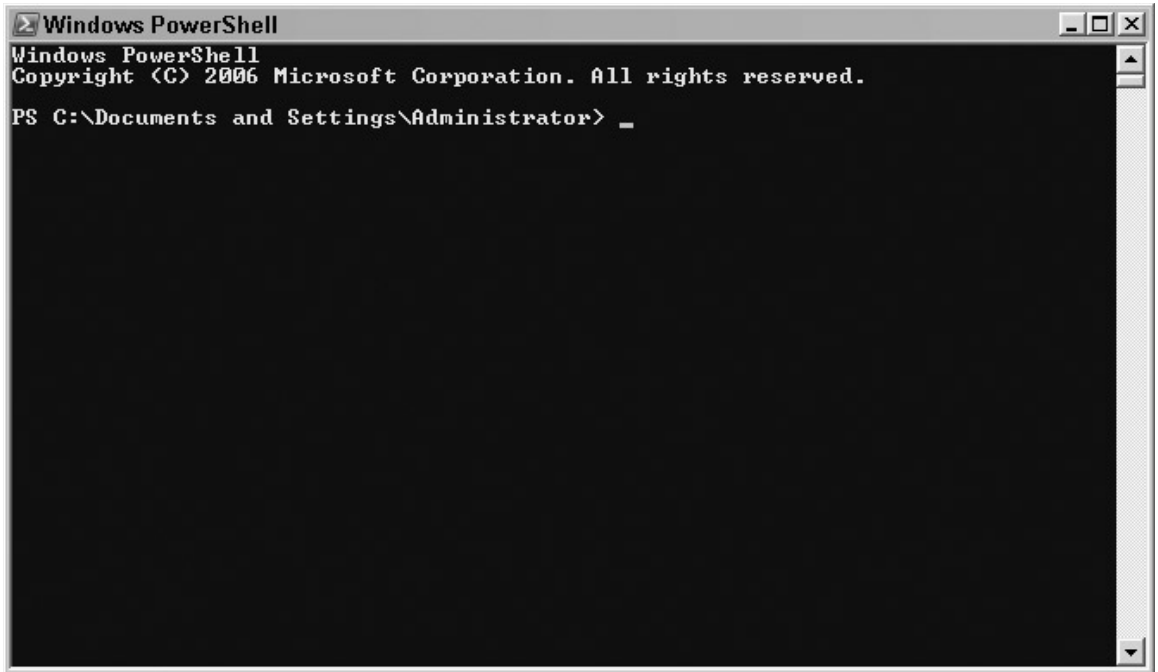 Windows PowerShell
Windows PowerShell
Copyright (C) 2006 Microsoft Corporation. All rights reserved.
PS C:\Documents and Settings\Administrator> _